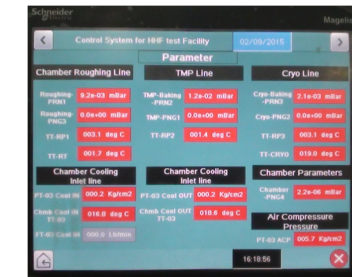 Schneider
Magelis
Control System for HHF test Facility
02/09/2015
Parameter
Chamber Roughing Line
TMP Line
Cryo Line
Roughing-PRN1 9.2e-03 mBar
TMP-Baking-PRN2 1.2e-02 mBar
Cryo-Baking-PRN3 2.1e-03 mBar
Roughing-PNG3 0.0e+00 mBar
TMP-PNG1 0.0e+00 mBar
Cryo-PNG2 0.0e+00 mBar
TT-RP1 003.1 deg C
TT-RP2 001.4 deg C
TT-RP3 003.1 deg C
TT-RT 001.7 deg C
TT-CRYO 019.0 deg C
Chamber Cooling
Inlet line
Chamber Cooling
Inlet line
Chamber Parameters
PT-03 Cool IN 000.2 Kg/cm2
PT-03 Cool OUT 000.2 Kg/cm2
Chamber-PNG4 2.2e-06 mBar
Chmb Cool IN TT-03 016.8 deg C
Chmb Cool OUT TT-03 018.6 deg C
Air Compressure
Pressure
FT-03 Cool IN 000.0 Lt/min
PT-03 ACP 005.7 Kg/cm2
16:18:56